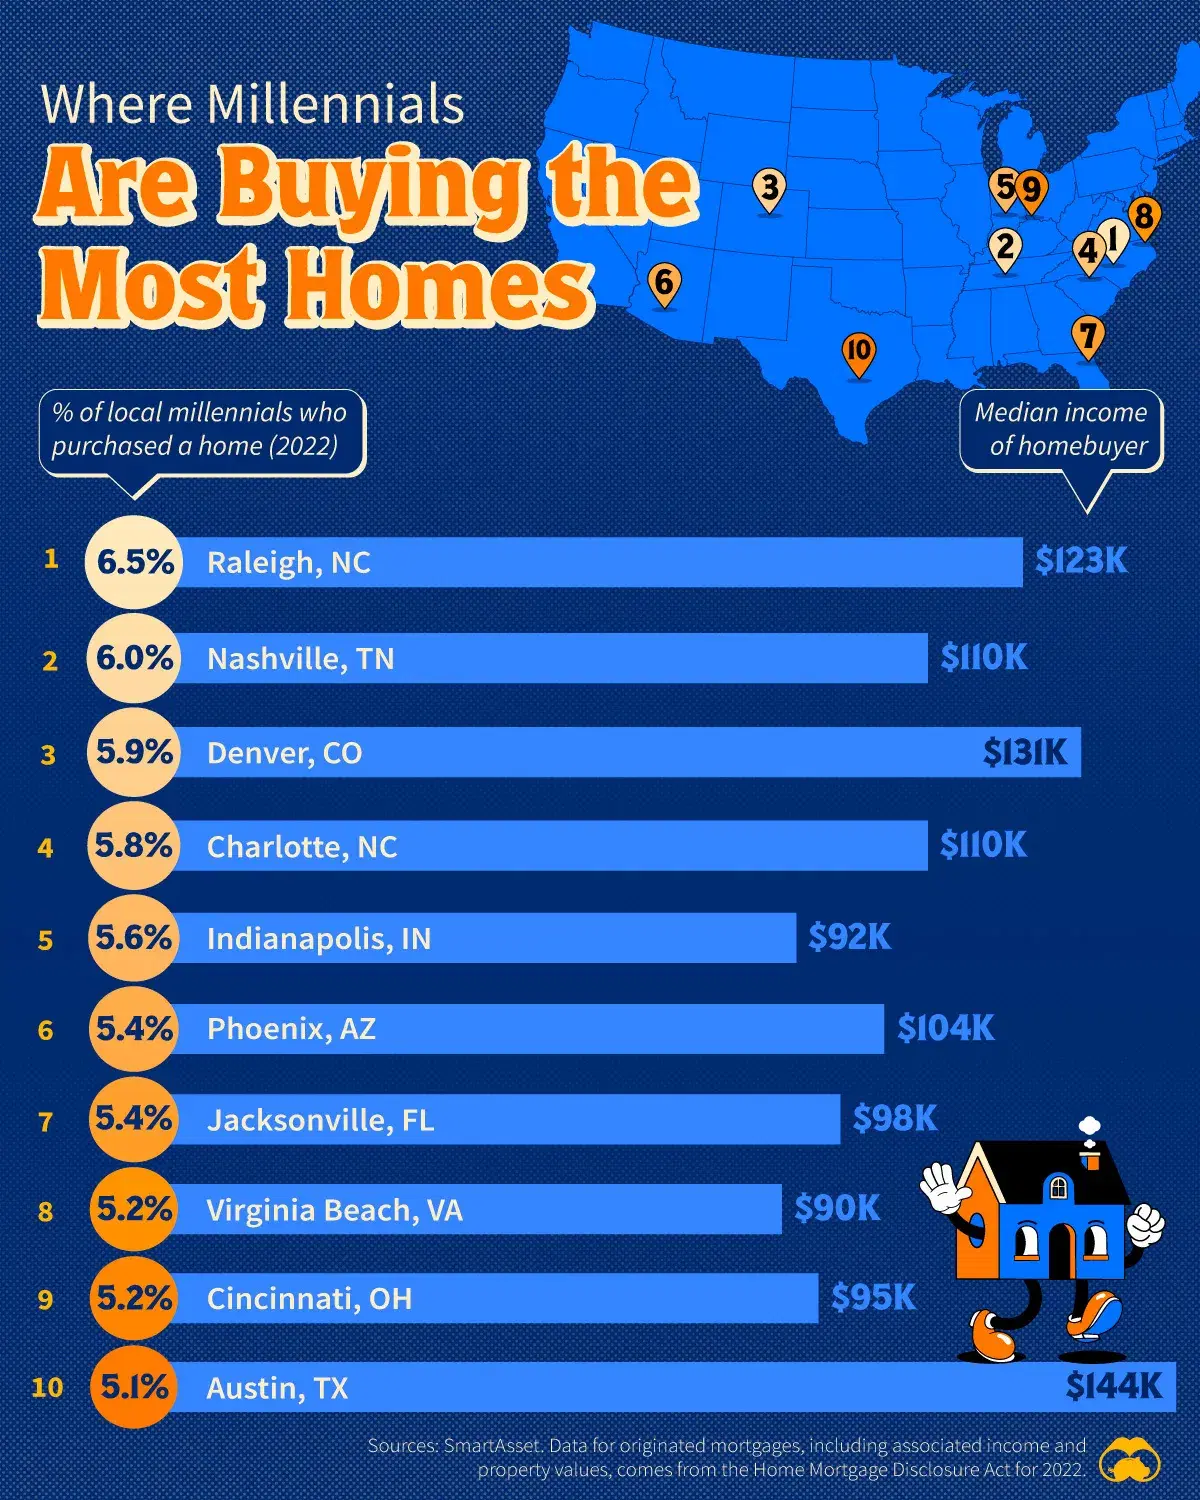 Where Millennials
Are Buying the
Most Homes
3
5
9
8
2
4
1
6
10
7
% of local millennials who
purchased a home (2022)
Median income
of homebuyer
1 6.5% Raleigh, NC $123K
2 6.0% Nashville, TN $110K
3 5.9% Denver, CO $131K
4 5.8% Charlotte, NC $110K
5 5.6% Indianapolis, IN $92K
6 5.4% Phoenix, AZ $104K
7 5.4% Jacksonville, FL $98K
8 5.2% Virginia Beach, VA $90K
9 5.2% Cincinnati, OH $95K
10 5.1% Austin, TX $144K
Sources: SmartAsset. Data for originated mortgages, including associated income and
property values, comes from the Home Mortgage Disclosure Act for 2022.